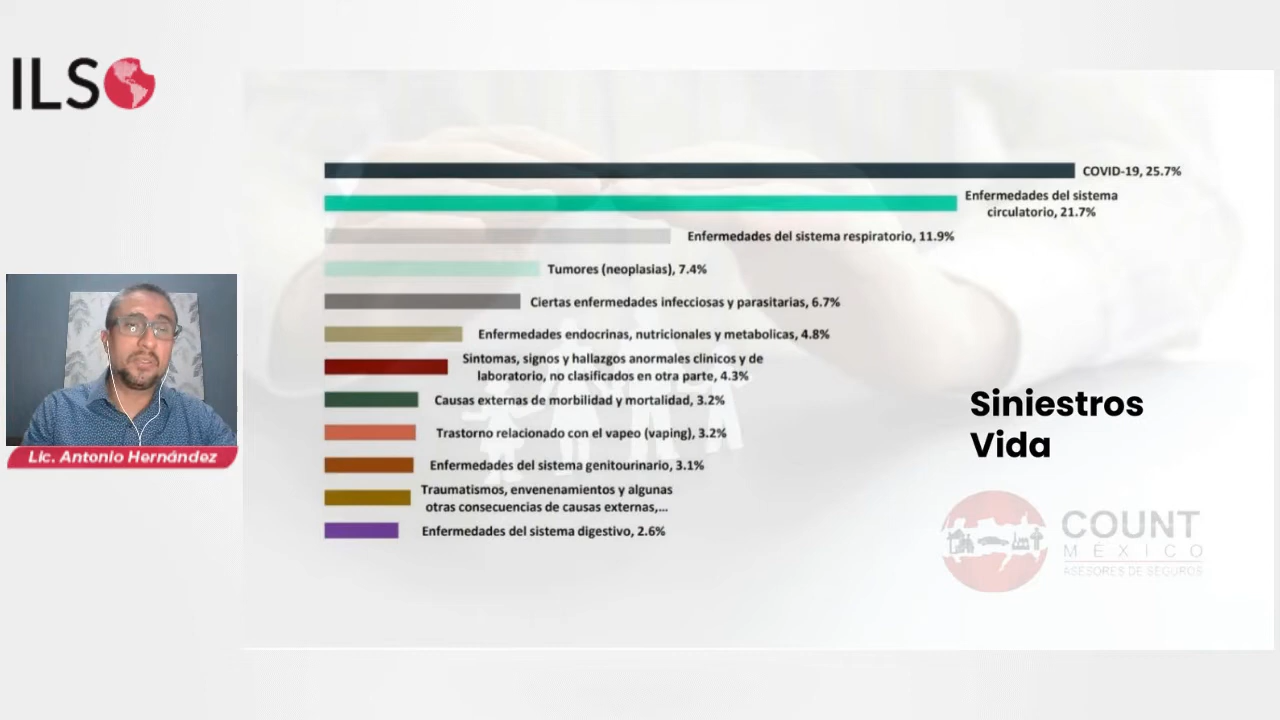 ILS
COVID-19, 25.7%
Enfermedades del sistema
circulatorio, 21.7%
Enfermedades del sistema respiratorio, 11.9%
Tumores (neoplasias), 7.4%
Ciertas enfermedades infecciosas y parasitarias, 6.7%
Enfermedades endocrinas, nutricionales y metabolicas, 4.8%
Sintomas, signos y hallazgos anormales clinicos y de
laboratorio, no clasificados en otra parte, 4.3%
Causas externas de morbilidad y mortalidad, 3.2%
Trastorno relacionado con el vapeo (vaping), 3.2%
Enfermedades del sistema genitourinario, 3.1%
Traumatismos, envenenamientos y algunas
otras consecuencias de causas externas,...
Enfermedades del sistema digestivo, 2.6%
Siniestros
Vida
Lic. Antonio Hernández
COUNT
MÉXICO
ASESORES DE SEGUROS